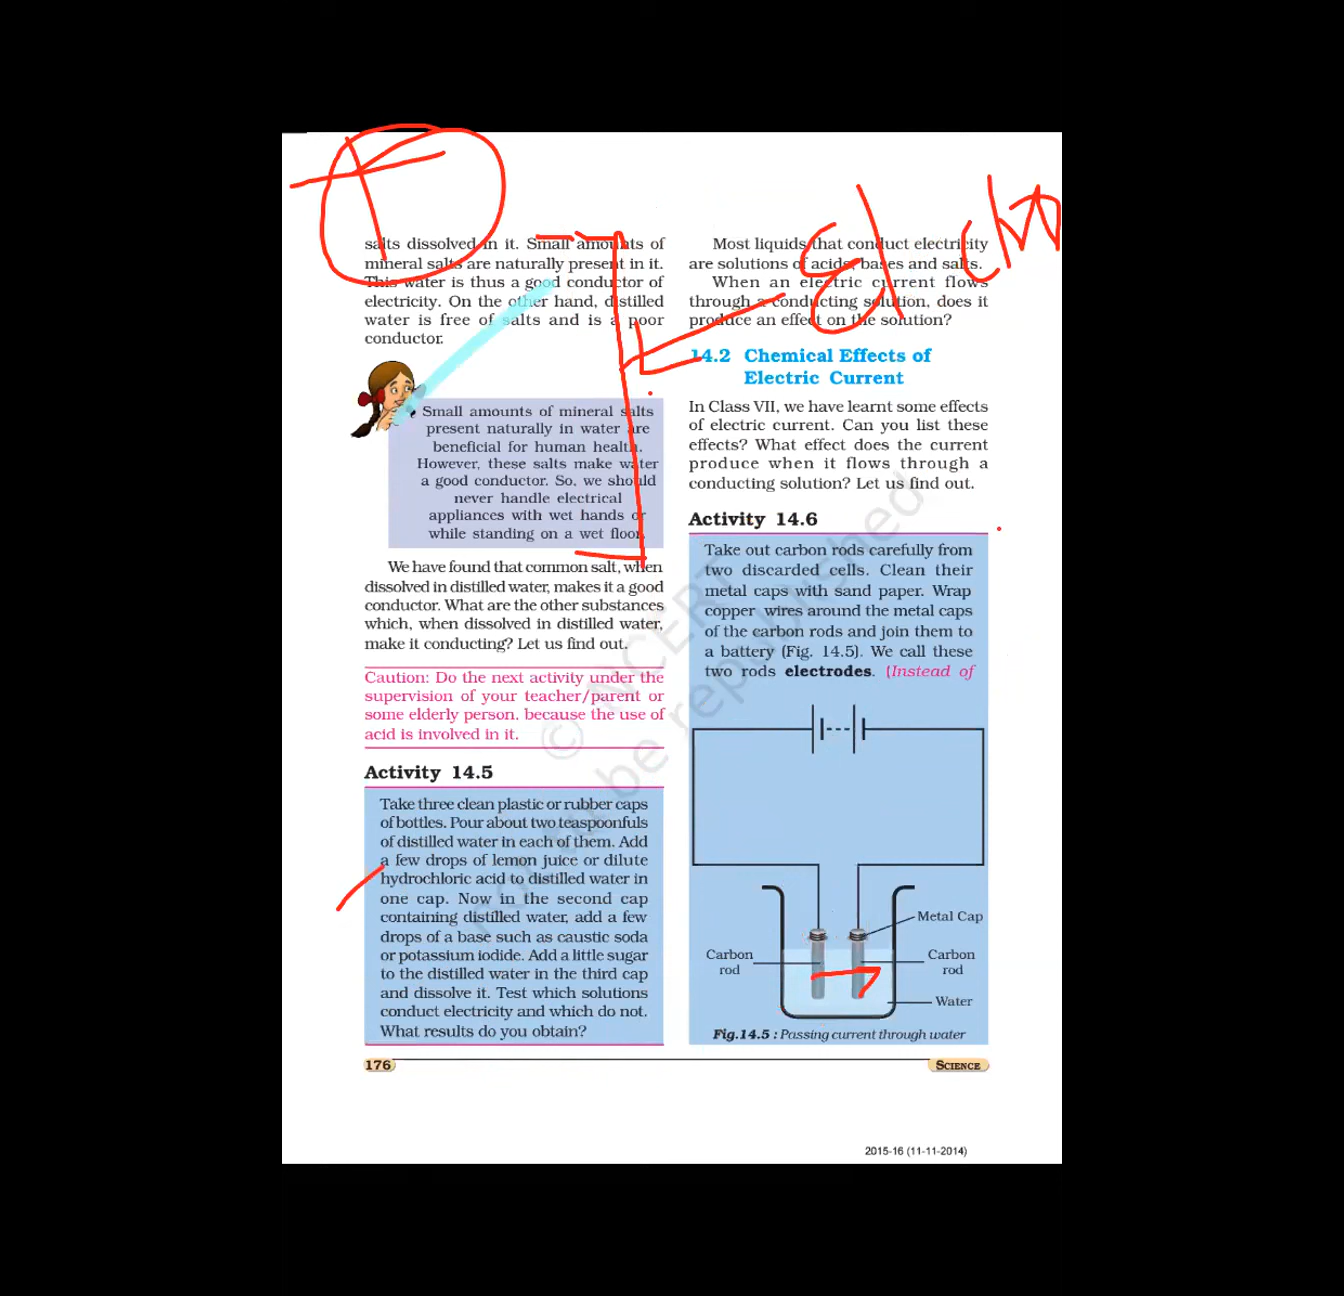 salts dissolved in it. Small amounts of
mineral salts are naturally present in it.
This water is thus a good conductor of
electricity. On the other hand, distilled
water is free of salts and is a poor
conductor.
Small amounts of mineral salts
present naturally in water are
beneficial for human health.
However, these salts make water
a good conductor. So, we should
never handle electrical
appliances with wet hands or
while standing on a wet floor.
We have found that common salt, when
dissolved in distilled water, makes it a good
conductor. What are the other substances
which, when dissolved in distilled water,
make it conducting? Let us find out.
Caution: Do the next activity under the
supervision of your teacher/parent or
some elderly person, because the use of
acid is involved in it.
Activity 14.5
Take three clean plastic or rubber caps
of bottles. Pour about two teaspoonfuls
of distilled water in each of them. Add
a few drops of lemon juice or dilute
hydrochloric acid to distilled water in
one cap. Now in the second cap
containing distilled water, add a few
drops of a base such as caustic soda
or potassium iodide. Add a little sugar
to the distilled water in the third cap
and dissolve it. Test which solutions
conduct electricity and which do not.
What results do you obtain?
Most liquids that conduct electricity
are solutions of acids, bases and salts.
When an electric current flows
through a conducting solution, does it
produce an effect on the solution?
14.2 Chemical Effects of
Electric Current
In Class VII, we have learnt some effects
of electric current. Can you list these
effects? What effect does the current
produce when it flows through a
conducting solution? Let us find out.
Activity 14.6
Take out carbon rods carefully from
two discarded cells. Clean their
metal caps with sand paper. Wrap
copper wires around the metal caps
of the carbon rods and join them to
a battery (Fig. 14.5). We call these
two rods electrodes. (Instead of
Metal Cap
Carbon
rod
Carbon
rod
Water
Fig.14.5 : Passing current through water
© NCERT
not to be republished
176
SCIENCE
2015-16 (11-11-2014)